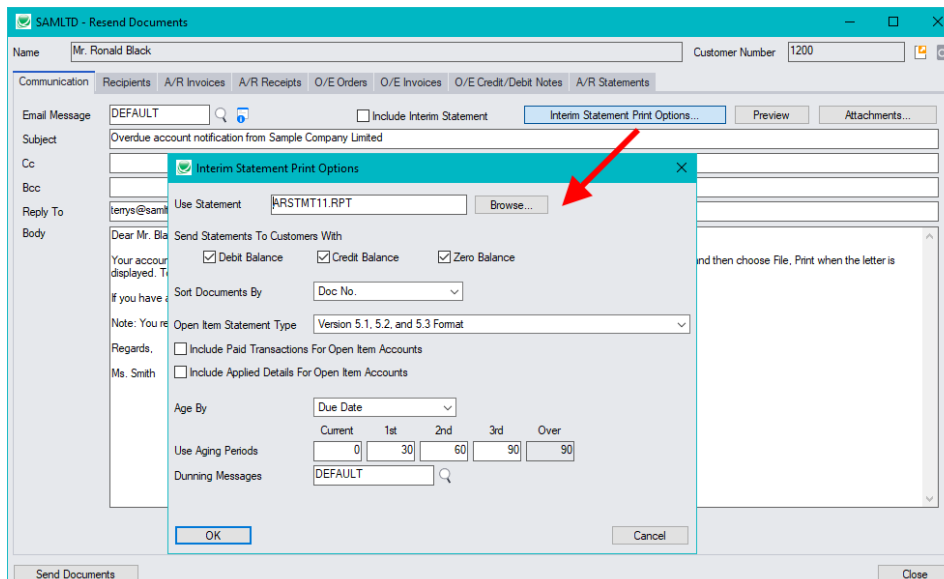 SAMLTD - Resend Documents
Name Mr. Ronald Black Customer Number 1200
Communication Recipients A/R Invoices A/R Receipts O/E Orders O/E Invoices O/E Credit/Debit Notes A/R Statements
Email Message DEFAULT Include Interim Statement Interim Statement Print Options... Preview Attachments...
Subject Overdue account notification from Sample Company Limited
Cc
Bcc
Reply To
Body
Dear Mr.
Your
displayed.
If you have
Note: You
Regards,
Ms. Smith
and then choose File, Print when the letter is
Interim Statement Print Options
Use Statement ARSTMT11.RPT Browse...
Send Statements To Customers With
Debit Balance Credit Balance Zero Balance
Sort Documents By Doc No.
Open Item Statement Type Version 5.1, 5.2, and 5.3 Format
Include Paid Transactions For Open Item Accounts
Include Applied Details For Open Item Accounts
Age By Due Date
Current 1st 2nd 3rd Over
Use Aging Periods 0 30 60 90 90
Dunning Messages DEFAULT
OK Cancel
Send Documents Close